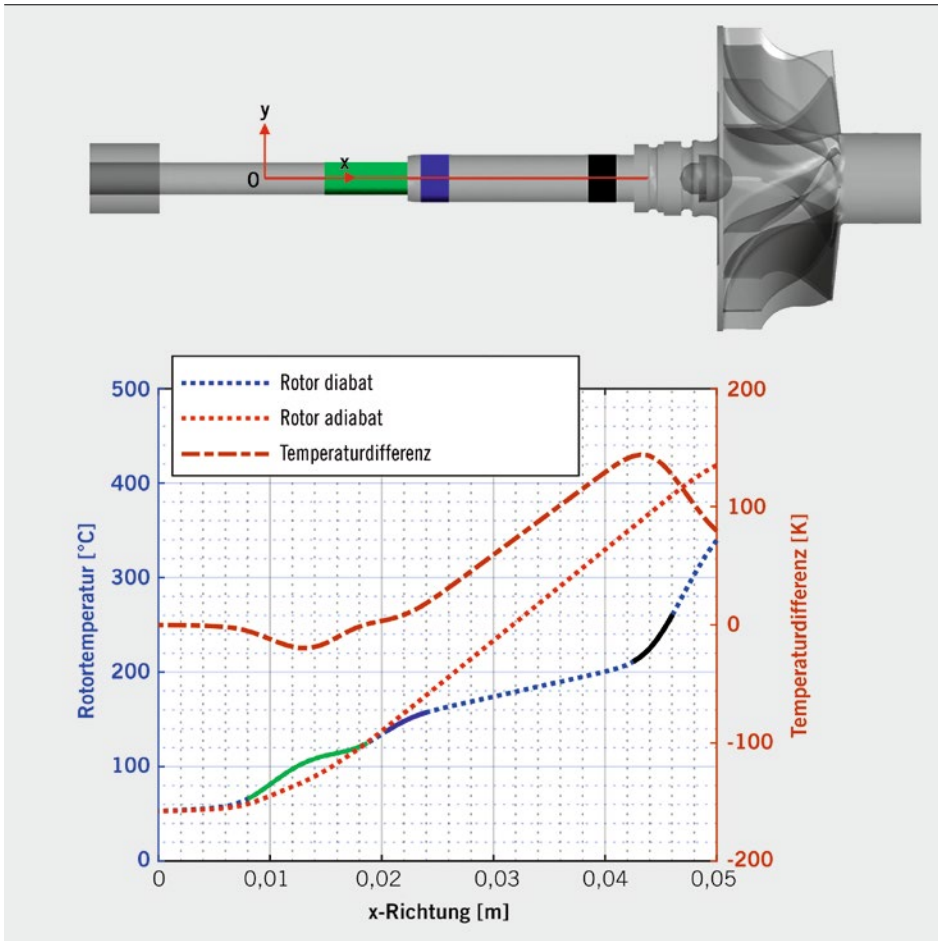 y
x
0
Rotor diabat
Rotor adiabat
Temperaturdifferenz
500
400
300
200
100
0
Rotortemperatur [°C]
200
100
0
-100
-200
Temperaturdifferenz [K]
0
0,01
0,02
0,03
0,04
0,05
x-Richtung [m]